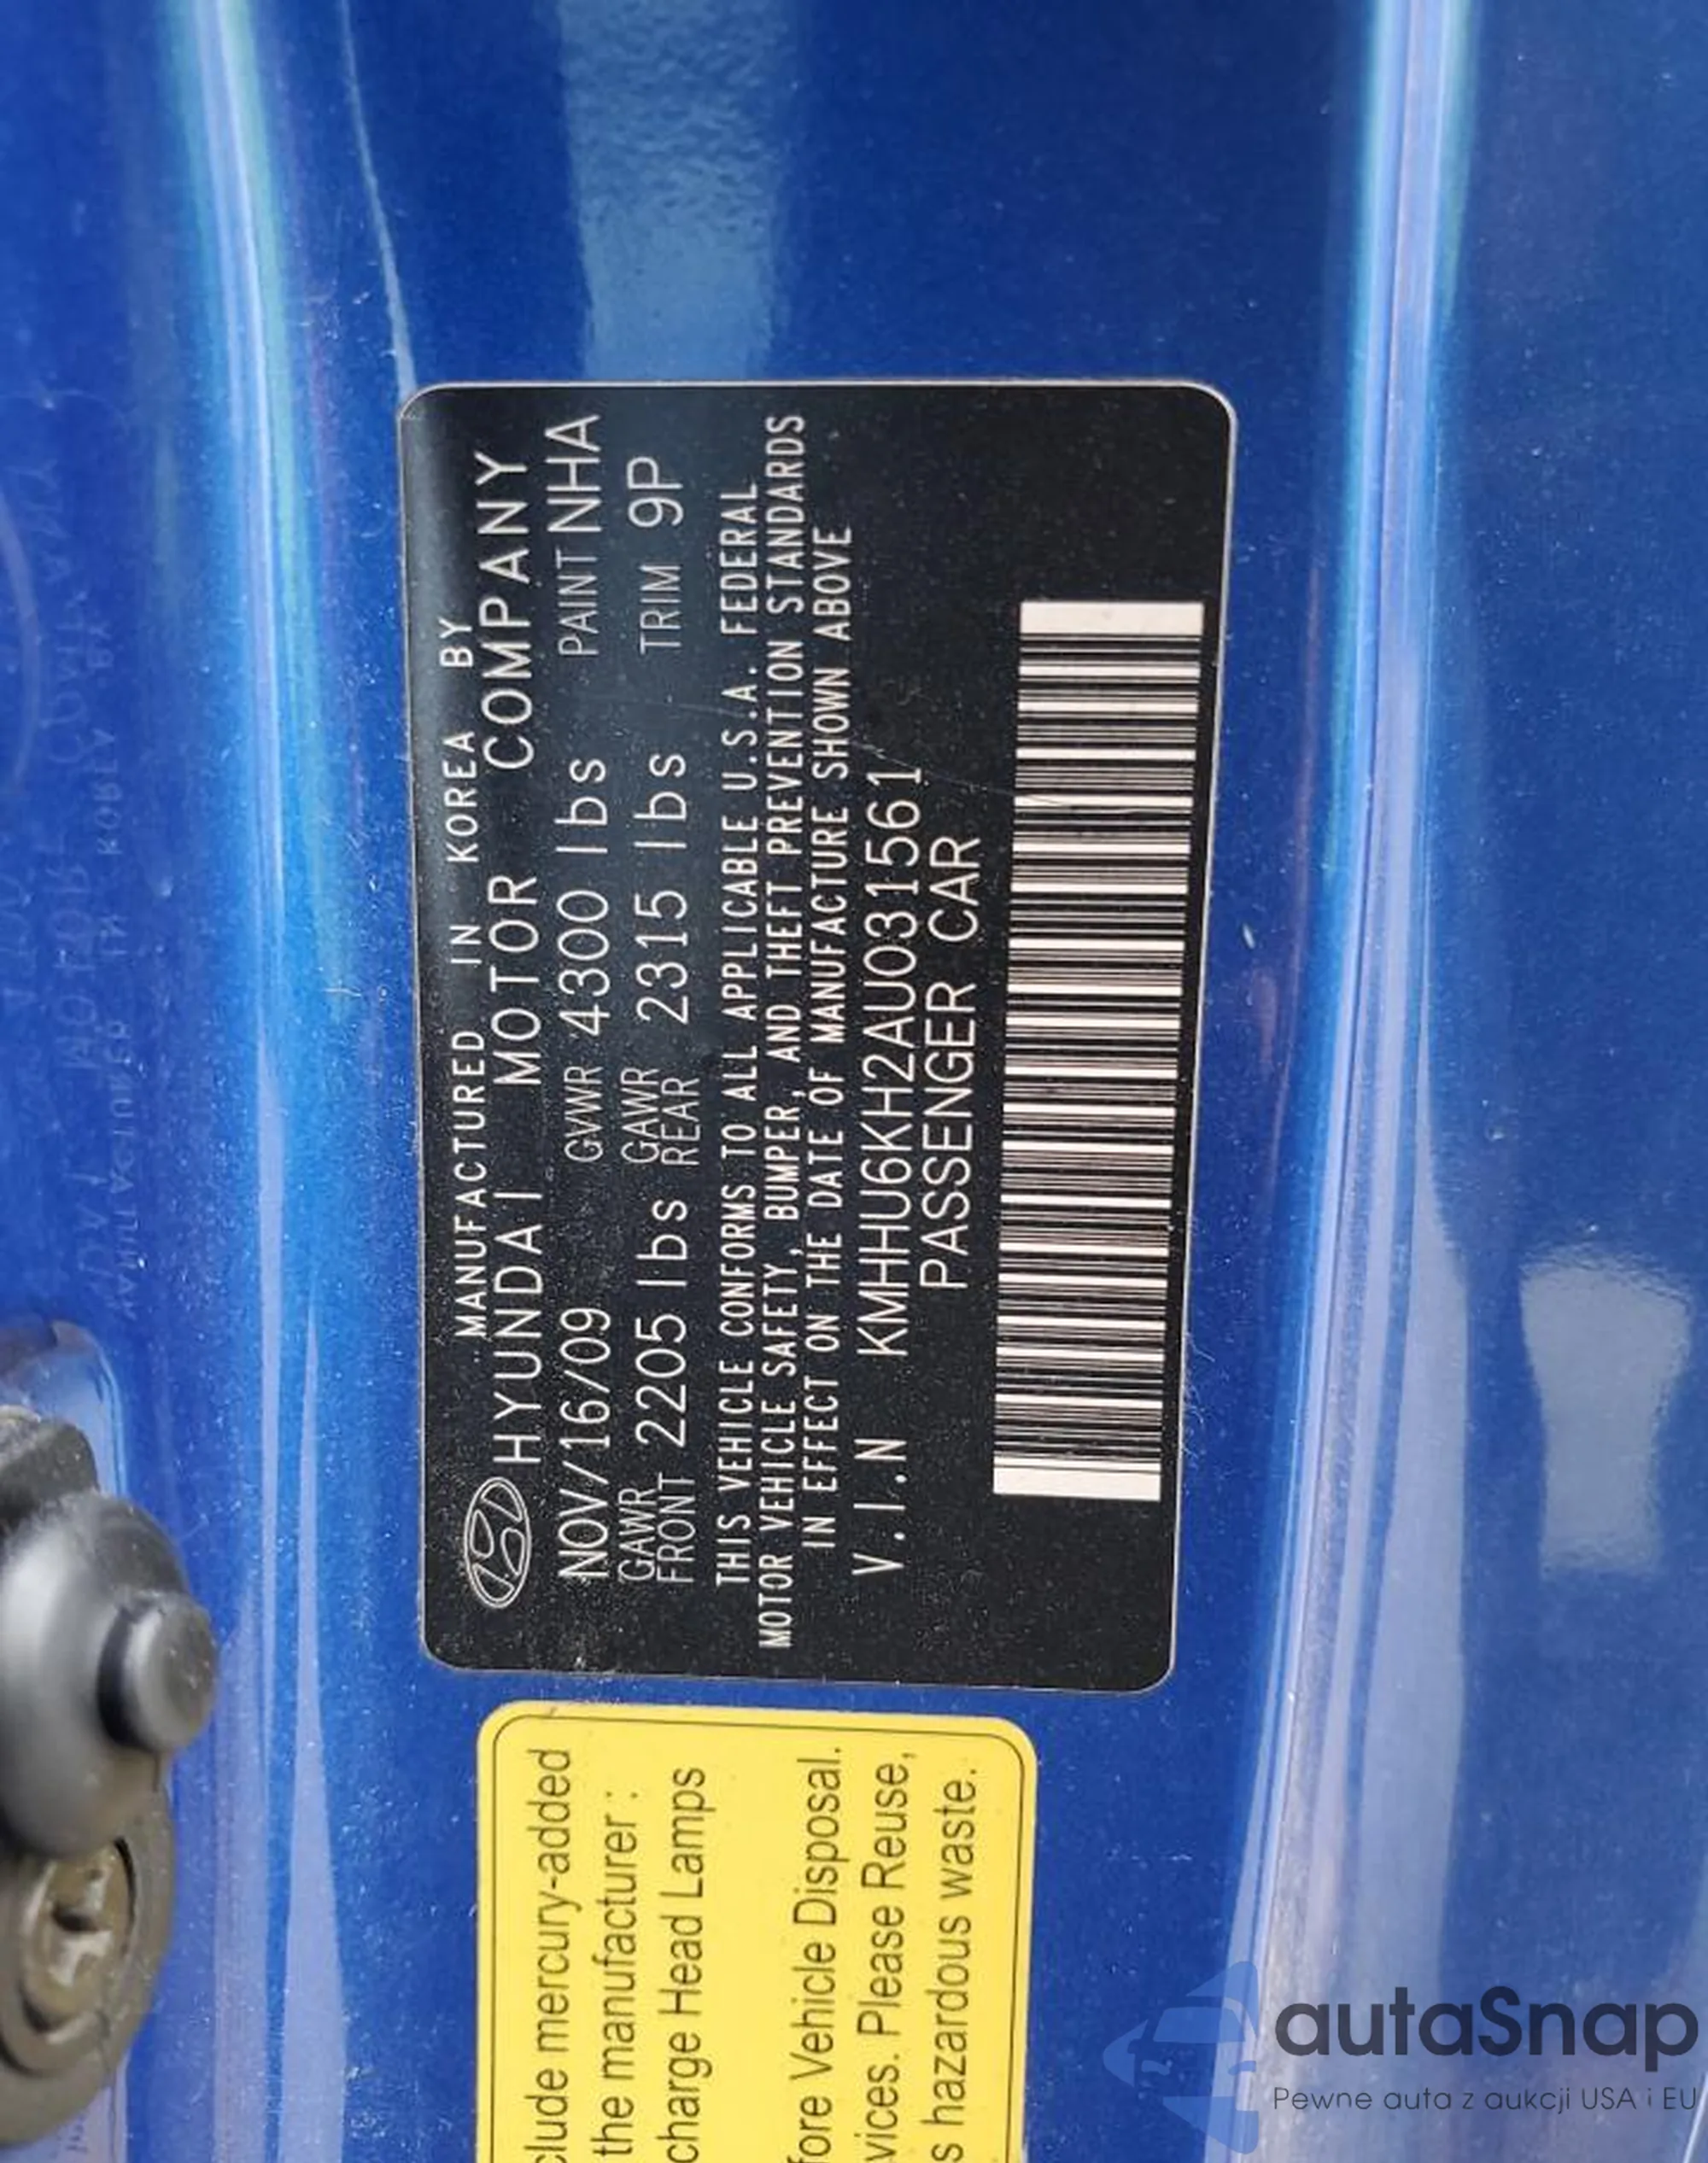 MANUFACTURED IN KOREA BY
HYUNDAI MOTOR COMPANY
NOV/16/09 GVWR 4300 lbs PAINT NHA
GAWR FRONT 2205 lbs GAWR REAR 2315 lbs TRIM 9P
THIS VEHICLE CONFORMS TO ALL APPLICABLE U.S.A. FEDERAL
MOTOR VEHICLE SAFETY, BUMPER, AND THEFT PREVENTION STANDARDS
IN EFFECT ON THE DATE OF MANUFACTURE SHOWN ABOVE
V.I.N KMHHU6KH2AU031561
PASSENGER CAR
clude mercury-added
the manufacturer :
charge Head Lamps
fore Vehicle Disposal.
vices. Please Reuse,
s hazardous waste.
autaSnap
Pewne auta z aukcji USA i EU